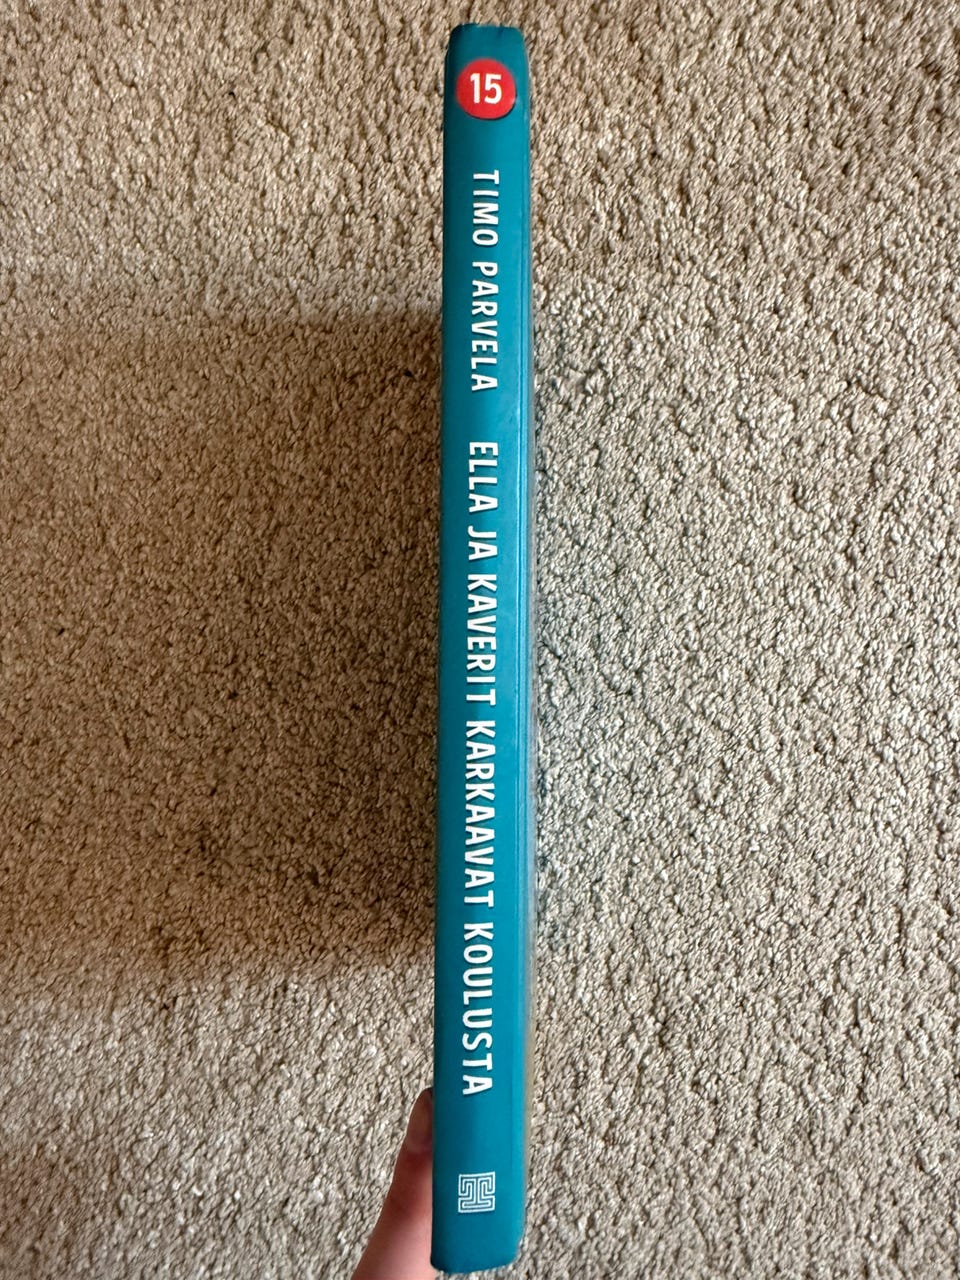 15
TIMO PARVELA ELLA JA KAVERIT KARKAAVAT KOULUSTA